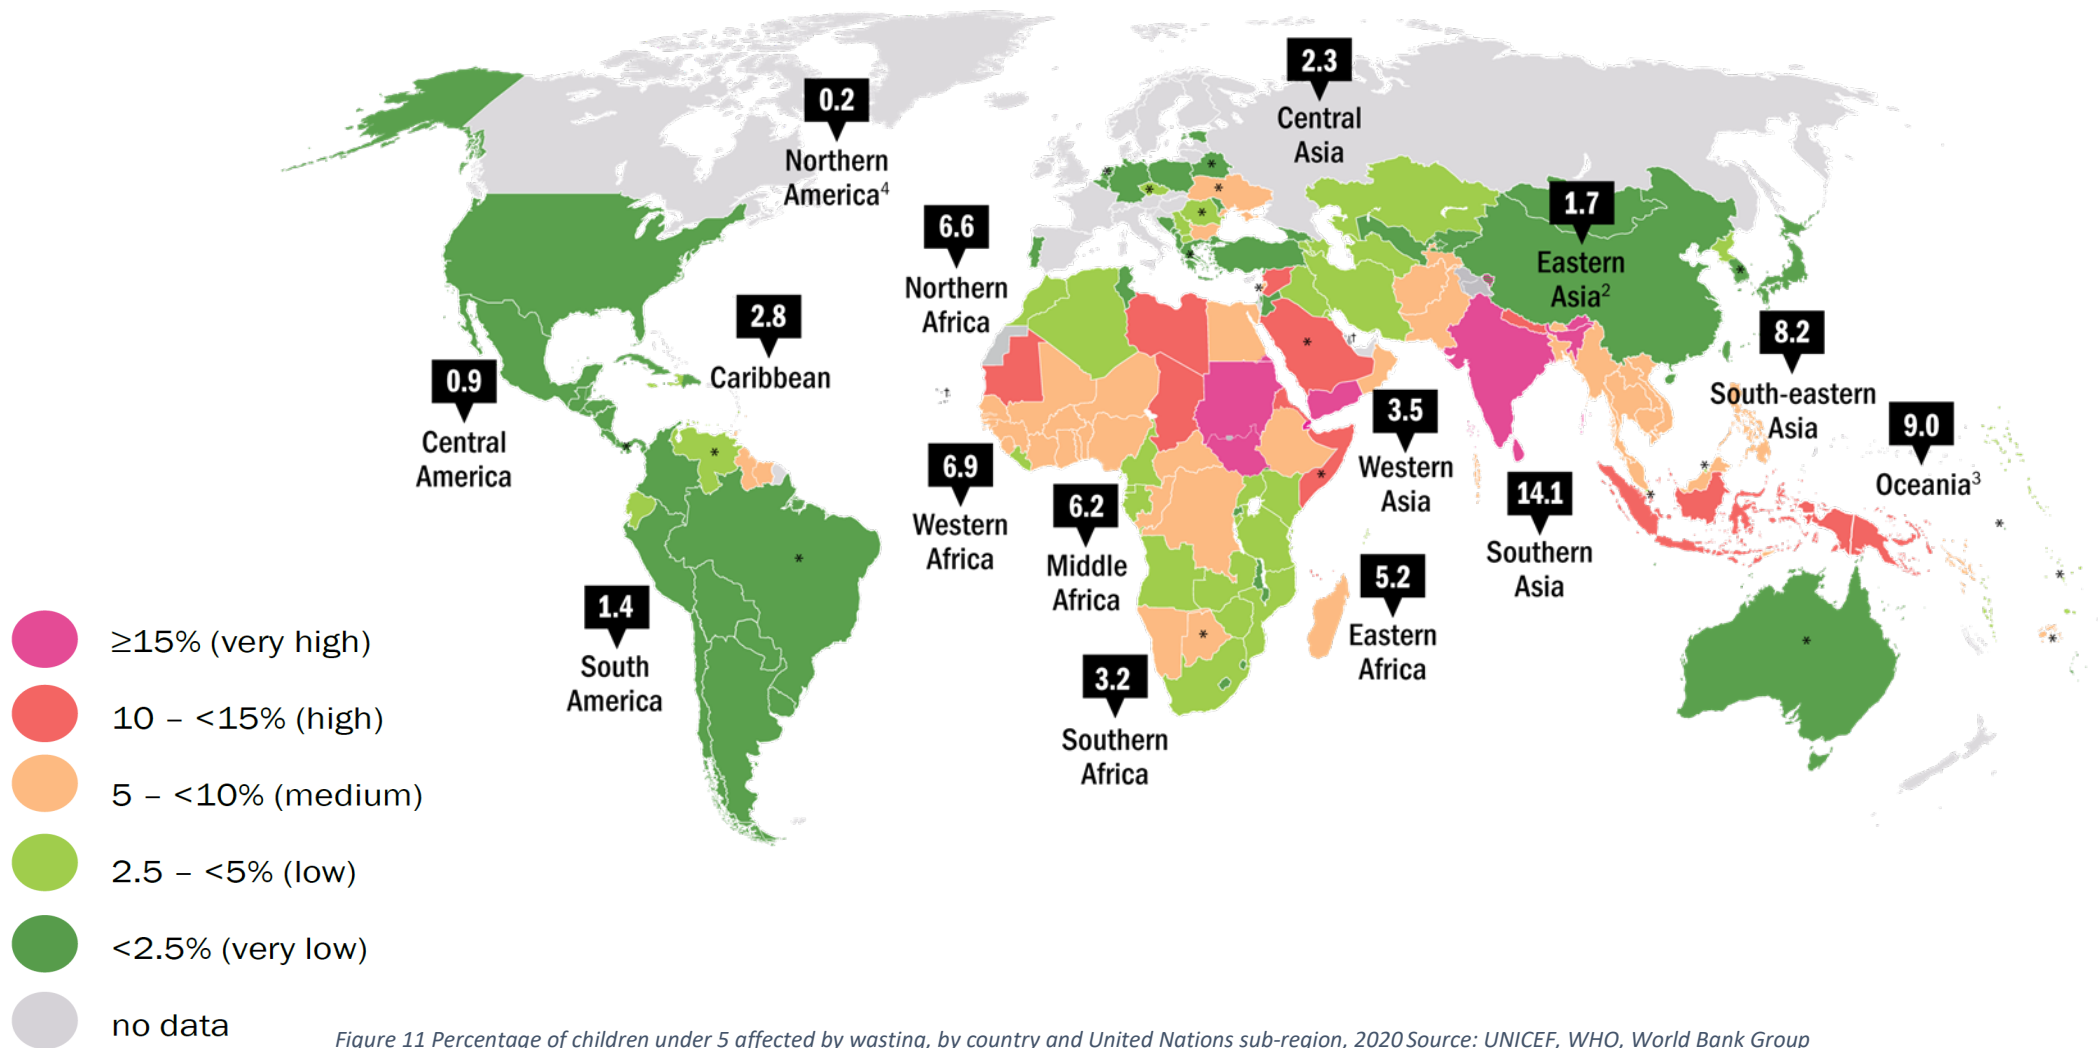 2.3
Central
Asia
0.2
Northern
America4
1.7
Eastern
Asia2
6.6
Northern
Africa
2.8
Caribbean
8.2
South-eastern
Asia
0.9
Central
America
3.5
Western
Asia
9.0
Oceania3
6.9
Western
Africa
6.2
Middle
Africa
14.1
Southern
Asia
5.2
Eastern
Africa
1.4
South
America
3.2
Southern
Africa
≥15% (very high)
10 – <15% (high)
5 – <10% (medium)
2.5 – <5% (low)
<2.5% (very low)
no data
Figure 11 Percentage of children under 5 affected by wasting, by country and United Nations sub-region, 2020 Source: UNICEF, WHO, World Bank Group